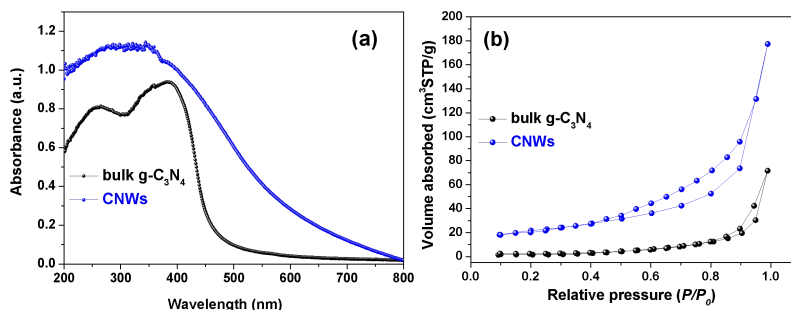 (a)
Absorbance (a.u.)
1.2
1.0
0.8
0.6
0.4
0.2
0.0
bulk g-C₃N₄
CNWs
200 300 400 500 600 700 800
Wavelength (nm)
(b)
Volume absorbed (cm³STP/g)
200
180
160
140
120
100
80
60
40
20
0
bulk g-C₃N₄
CNWs
0.0 0.2 0.4 0.6 0.8 1.0
Relative pressure (P/P₀)